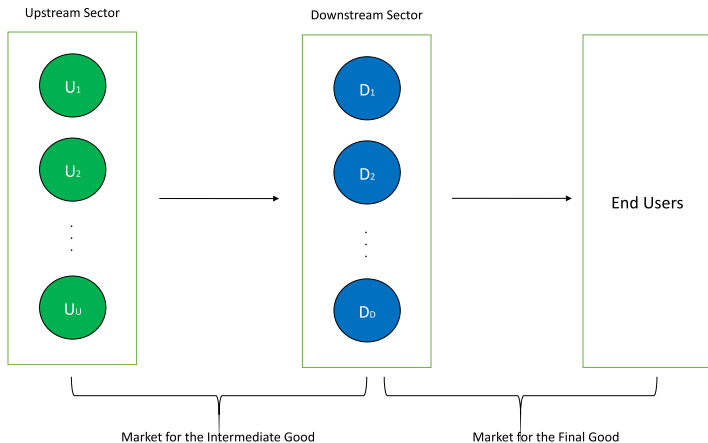 Upstream Sector
Downstream Sector
U1
D1
U2
D2
End Users
UU
DD
Market for the Intermediate Good
Market for the Final Good